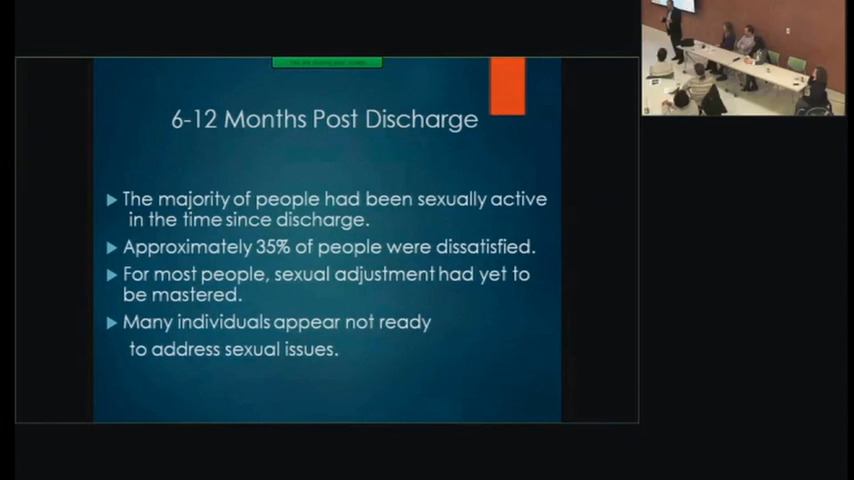 6-12 Months Post Discharge
The majority of people had been sexually active
in the time since discharge.
Approximately 35% of people were dissatisfied.
For most people, sexual adjustment had yet to
be mastered.
Many individuals appear not ready
to address sexual issues.